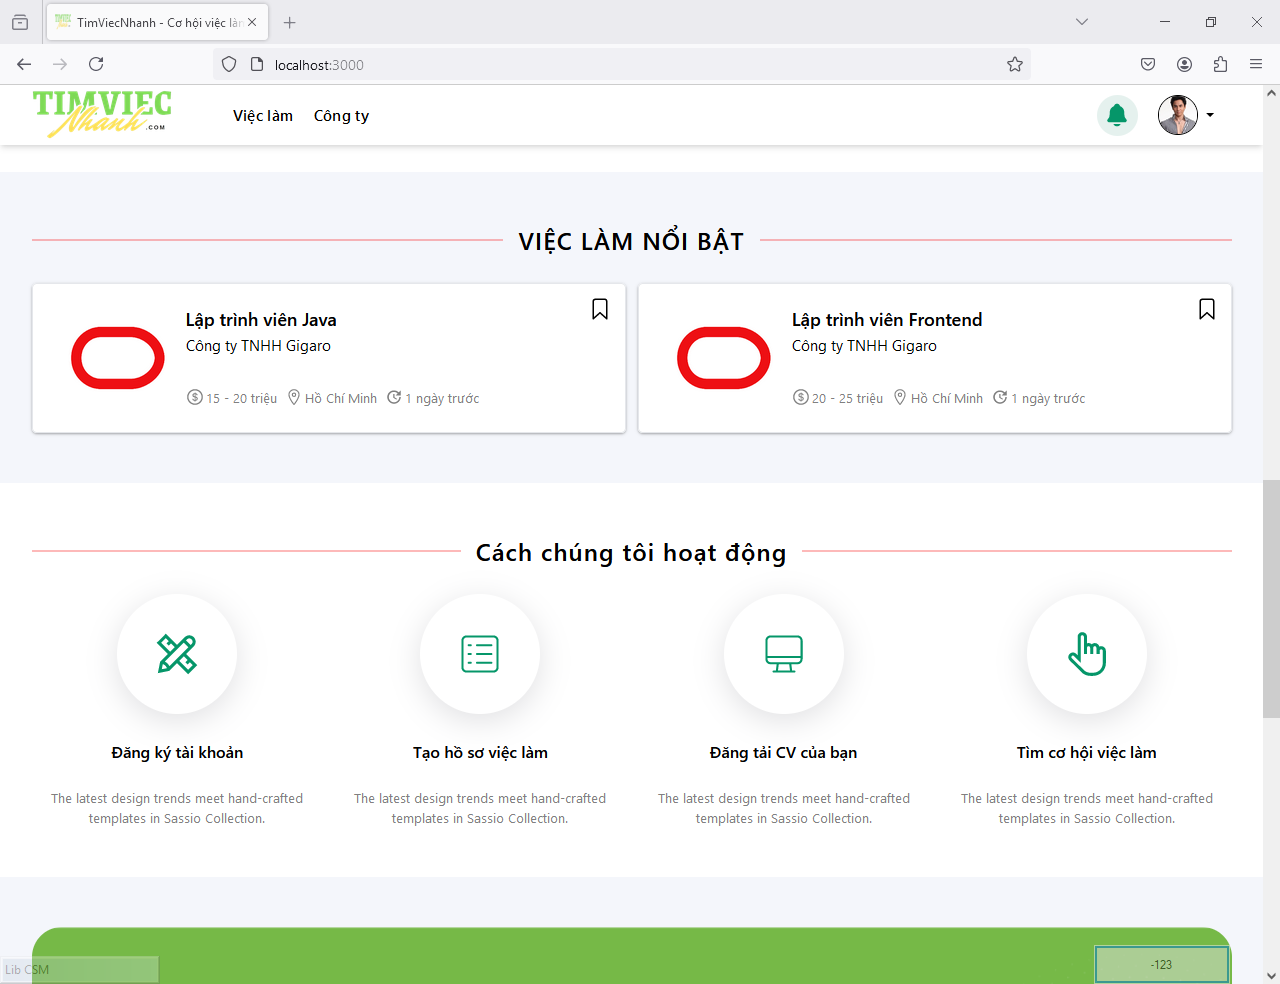 TimViecNhanh - Cơ hội việc làn
localhost:3000
TIMVIEC
Nhanh.COM
Việc làm
Công ty
VIỆC LÀM NỔI BẬT
Lập trình viên Java
Công ty TNHH Gigaro
15 - 20 triệu Hồ Chí Minh 1 ngày trước
Lập trình viên Frontend
Công ty TNHH Gigaro
20 - 25 triệu Hồ Chí Minh 1 ngày trước
Cách chúng tôi hoạt động
Đăng ký tài khoản
The latest design trends meet hand-crafted
templates in Sassio Collection.
Tạo hồ sơ việc làm
The latest design trends meet hand-crafted
templates in Sassio Collection.
Đăng tải CV của bạn
The latest design trends meet hand-crafted
templates in Sassio Collection.
Tìm cơ hội việc làm
The latest design trends meet hand-crafted
templates in Sassio Collection.
Lib CSM
-123